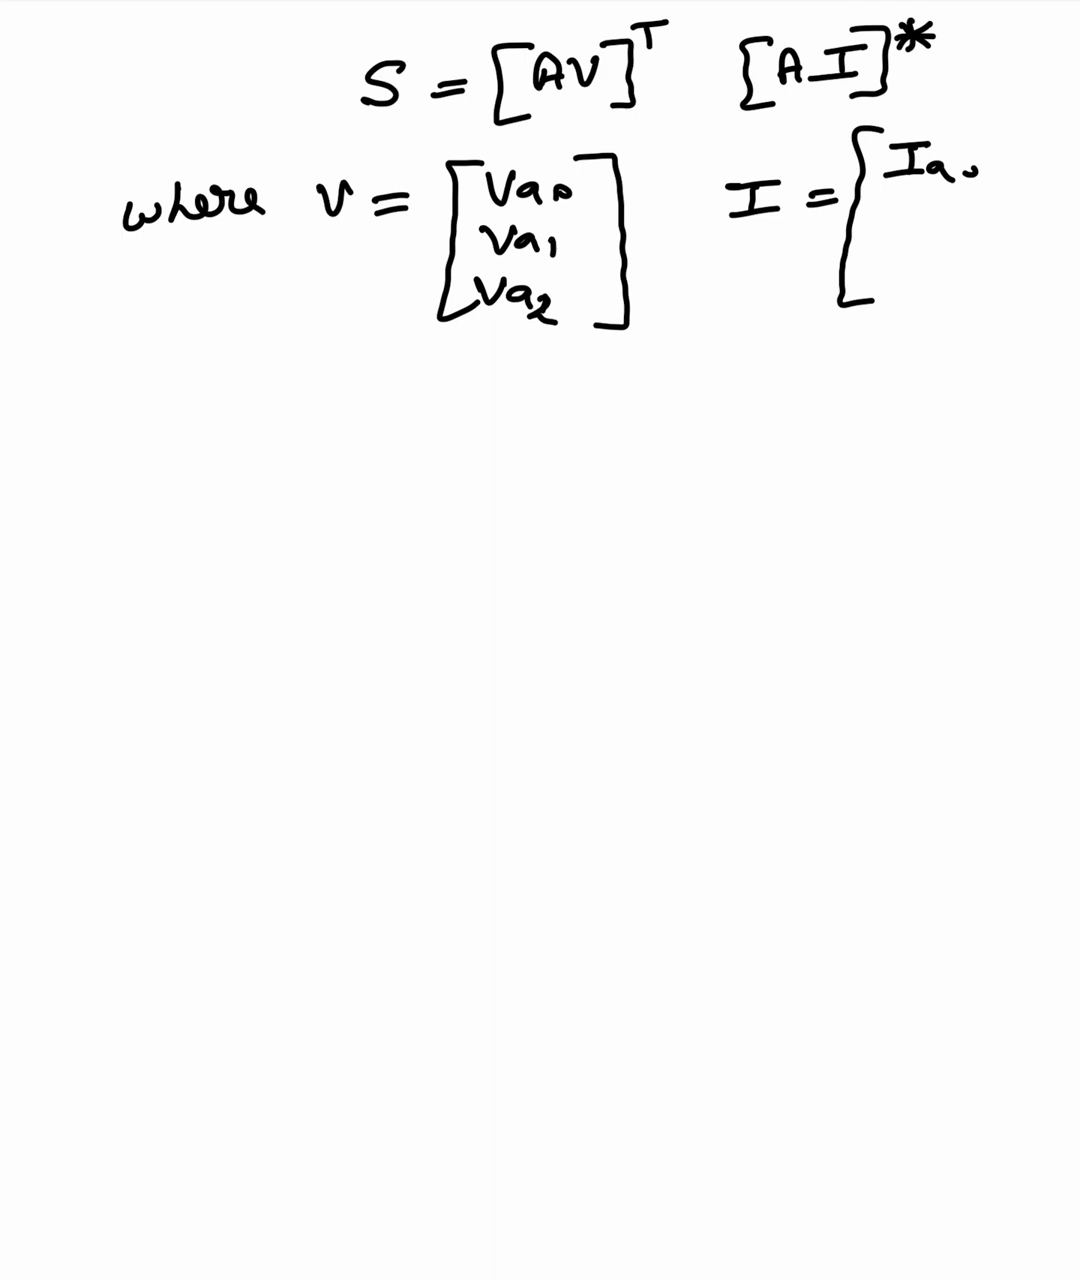 S = [AV]^T [AI]*
where V = [Va0 I = [Ia0
Va1
Va2]